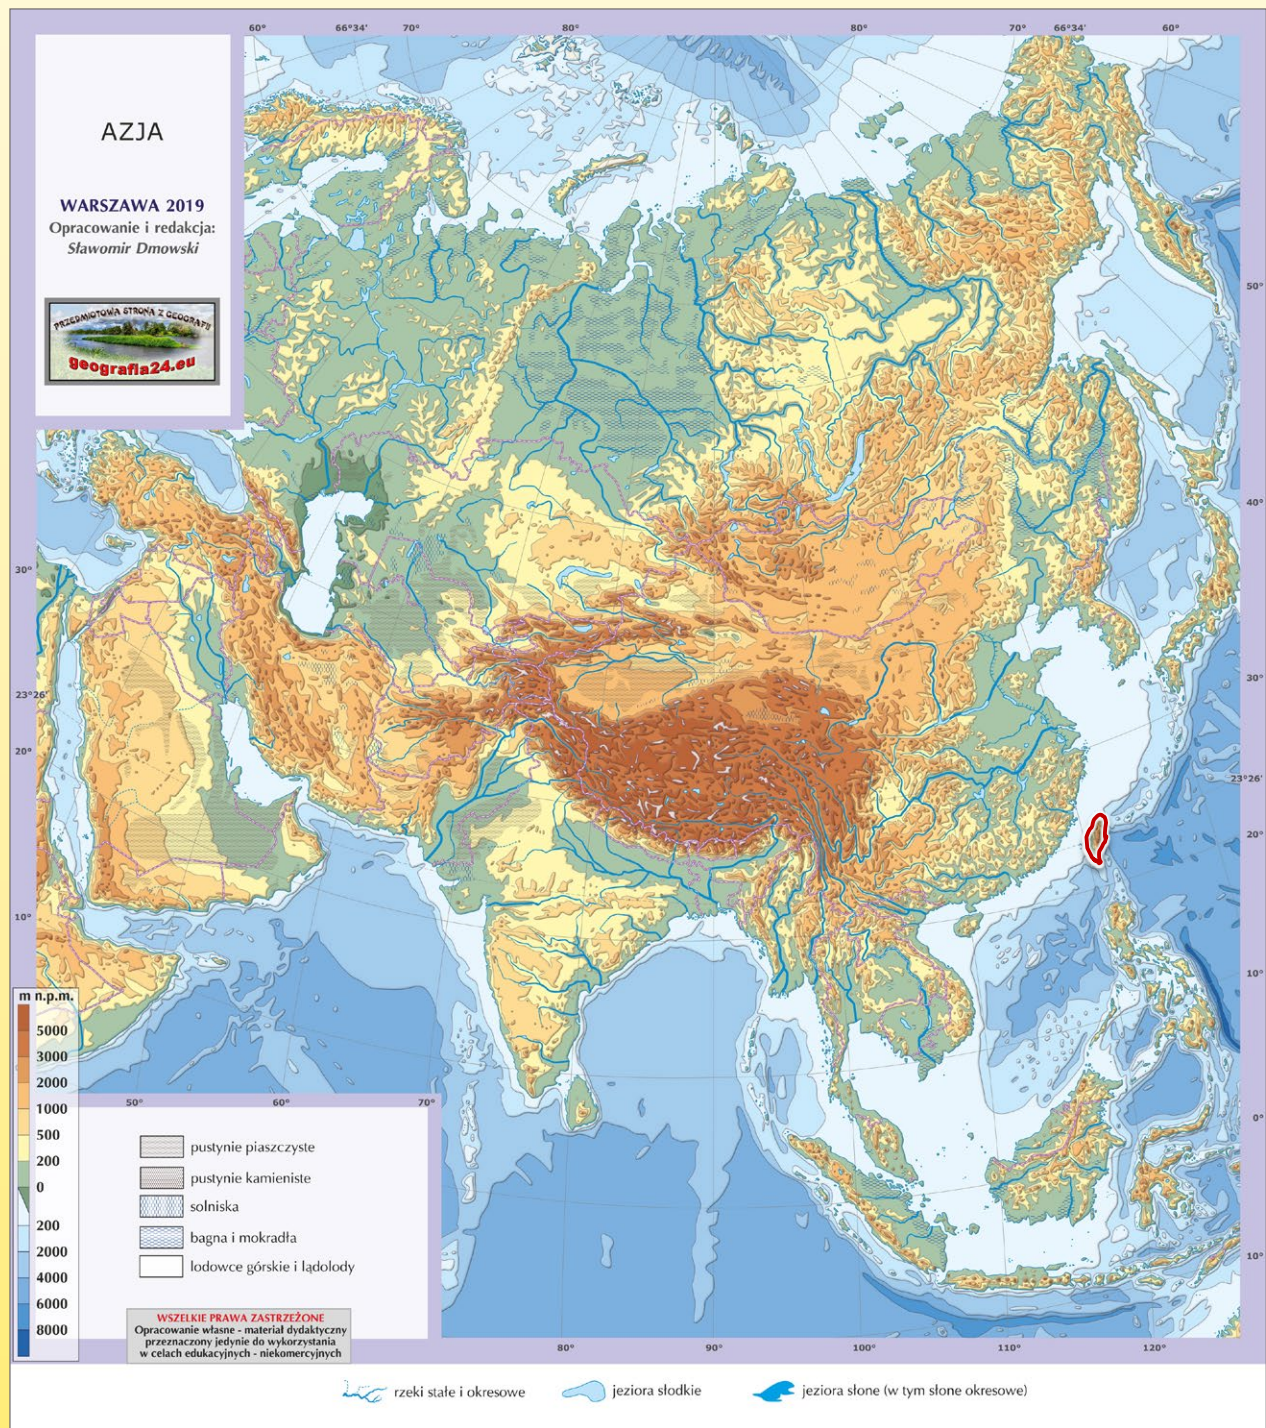 60°
66°34'
70°
80°
80°
70°
66°34'
60°
AZJA
WARSZAWA 2019
Opracowanie i redakcja:
Sławomir Dmowski
PRZEDMIOTOWA STRONA Z GEOGRAFII
geografia24.eu
50°
40°
30°
30°
23°26'
20°
23°26'
20°
10°
10°
m n.p.m.
5000
3000
2000
1000
500
200
0
200
2000
4000
6000
8000
50°
60°
70°
0°
10°
pustynie piaszczyste
pustynie kamieniste
solniska
bagna i mokradła
lodowce górskie i lądolody
WSZELKIE PRAWA ZASTRZEŻONE
Opracowanie własne - materiał dydaktyczny
przeznaczony jedynie do wykorzystania
w celach edukacyjnych - niekomercyjnych
80°
90°
100°
110°
120°
rzeki stałe i okresowe
jeziora słodkie
jeziora słone (w tym słone okresowe)